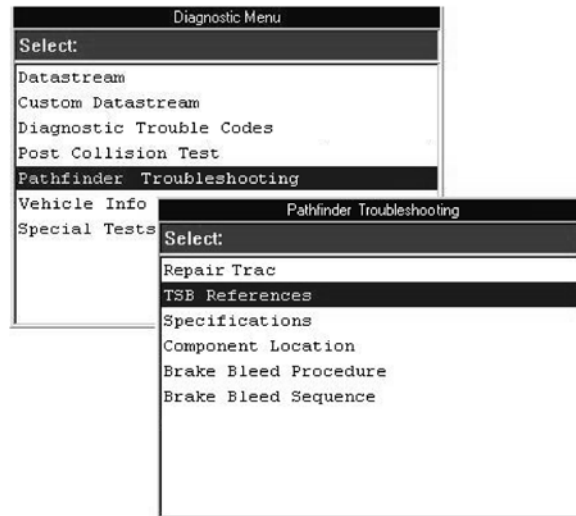 Diagnostic Menu
Select:
Datastream
Custom Datastream
Diagnostic Trouble Codes
Post Collision Test
Pathfinder Troubleshooting
Vehicle Info
Special Tests
Pathfinder Troubleshooting
Select:
Repair Trac
TSB References
Specifications
Component Location
Brake Bleed Procedure
Brake Bleed Sequence